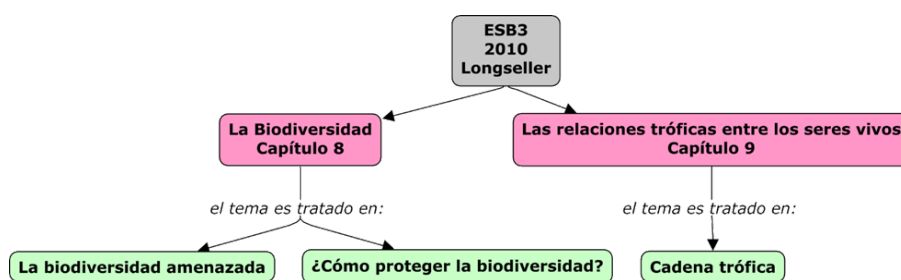 ESB3
2010
Longseller
La Biodiversidad
Capítulo 8
Las relaciones tróficas entre los seres vivos
Capítulo 9
el tema es tratado en:
el tema es tratado en:
La biodiversidad amenazada
¿Cómo proteger la biodiversidad?
Cadena trófica